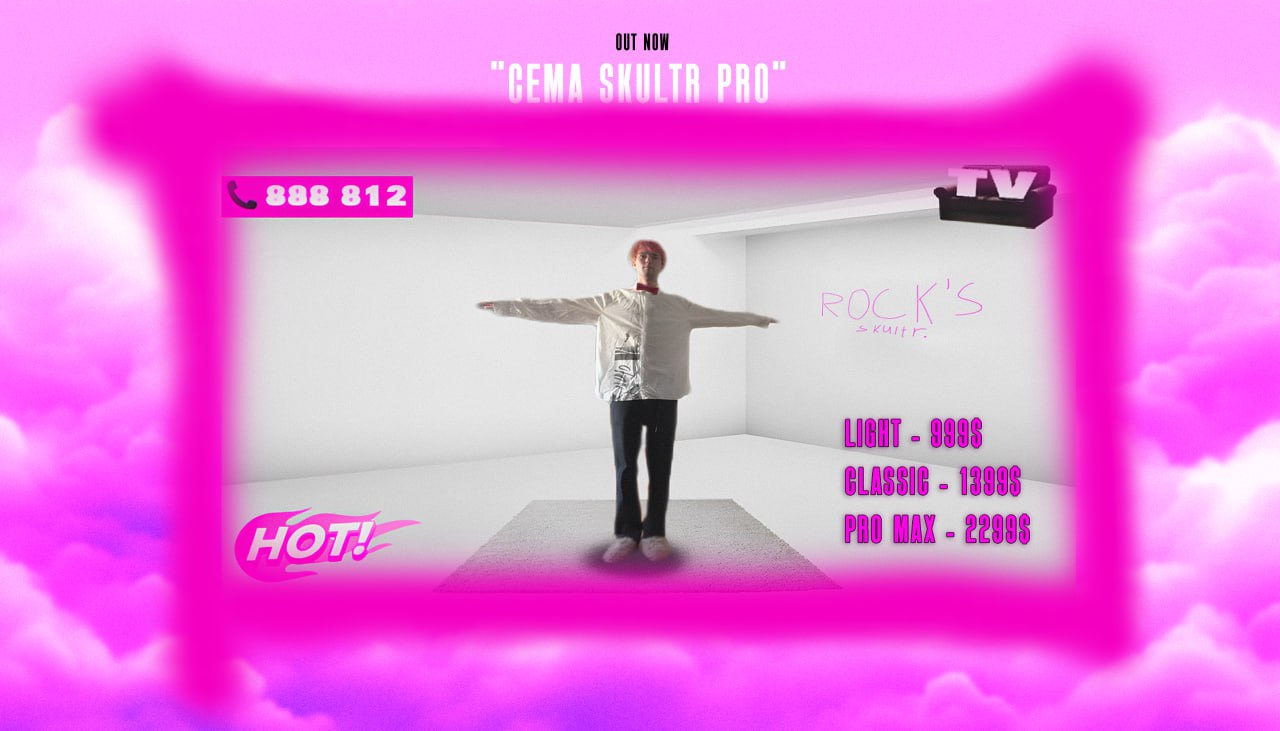 OUT NOW
"CEMA SKULTR PRO"
888 812
TV
ROCK'S
skultr.
LIGHT - 999$
CLASSIC - 1399$
PRO MAX - 2299$
HOT!